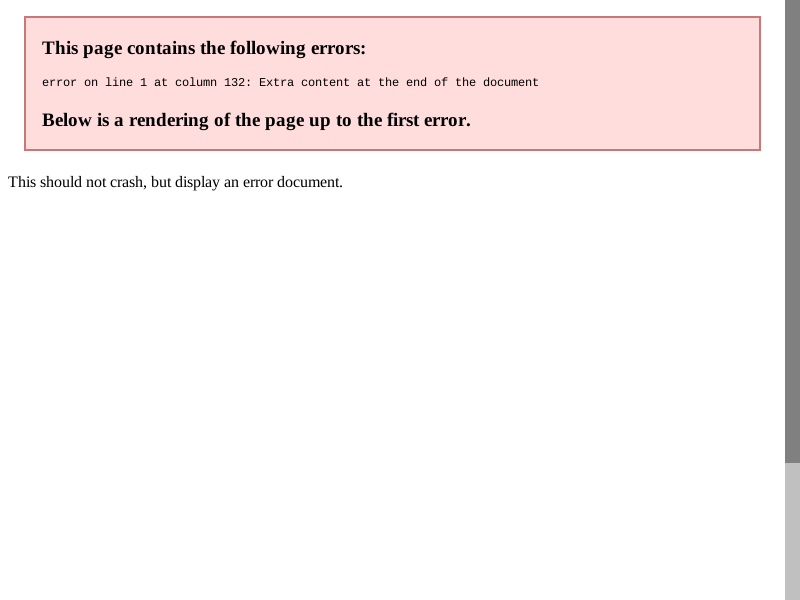 This page contains the following errors:
error on line 1 at column 132: Extra content at the end of the document
Below is a rendering of the page up to the first error.
This should not crash, but display an error document.